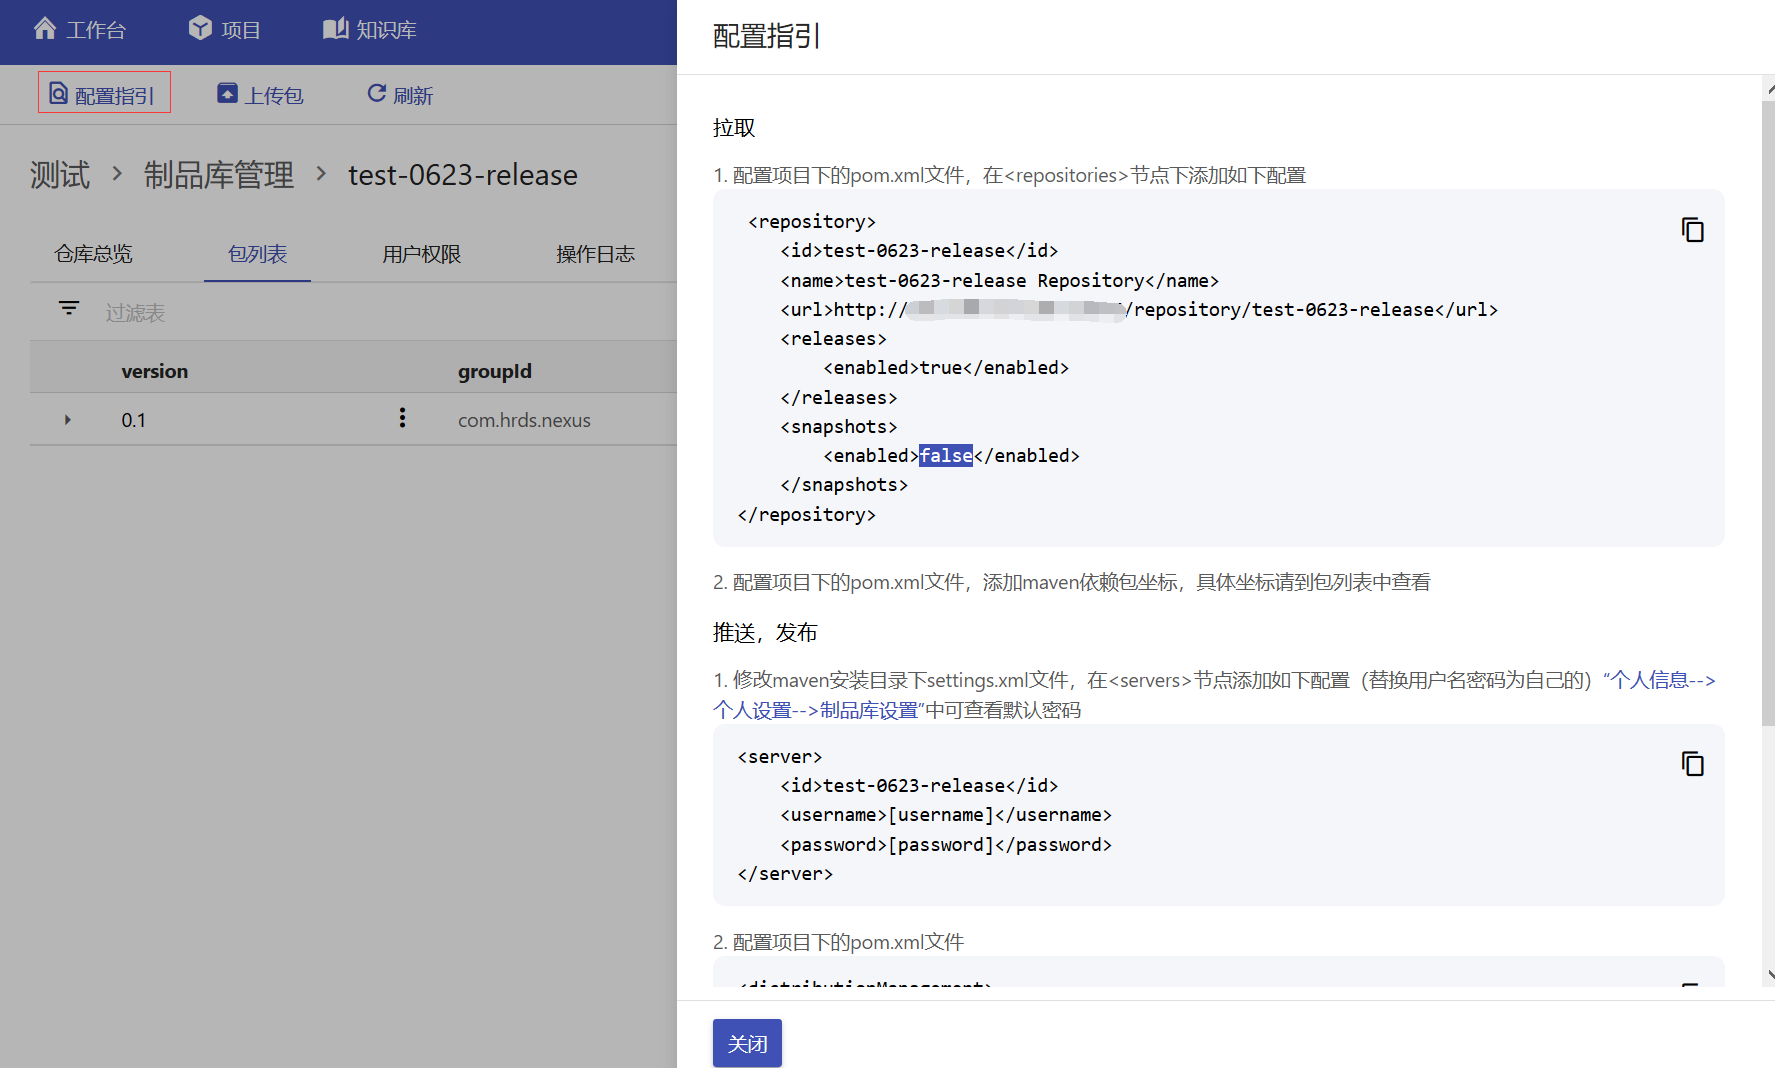 工作台
项目
知识库
配置指引
上传包
刷新
测试 > 制品库管理 > test-0623-release
仓库总览
包列表
用户权限
操作日志
过滤表
version
groupId
0.1
com.hrds.nexus
配置指引
拉取
1. 配置项目下的pom.xml文件，在<repositories>节点下添加如下配置
<repository>
<id>test-0623-release</id>
<name>test-0623-release Repository</name>
<url>http:///repository/test-0623-release</url>
<releases>
<enabled>true</enabled>
</releases>
<snapshots>
<enabled>false</enabled>
</snapshots>
</repository>
2. 配置项目下的pom.xml文件，添加maven依赖包坐标，具体坐标请到包列表中查看
推送，发布
1. 修改maven安装目录下settings.xml文件，在<servers>节点添加如下配置（替换用户名密码为自己的）“个人信息-->
个人设置-->制品库设置”中可查看默认密码
<server>
<id>test-0623-release</id>
<username>[username]</username>
<password>[password]</password>
</server>
2. 配置项目下的pom.xml文件
<distributionManagement>
关闭